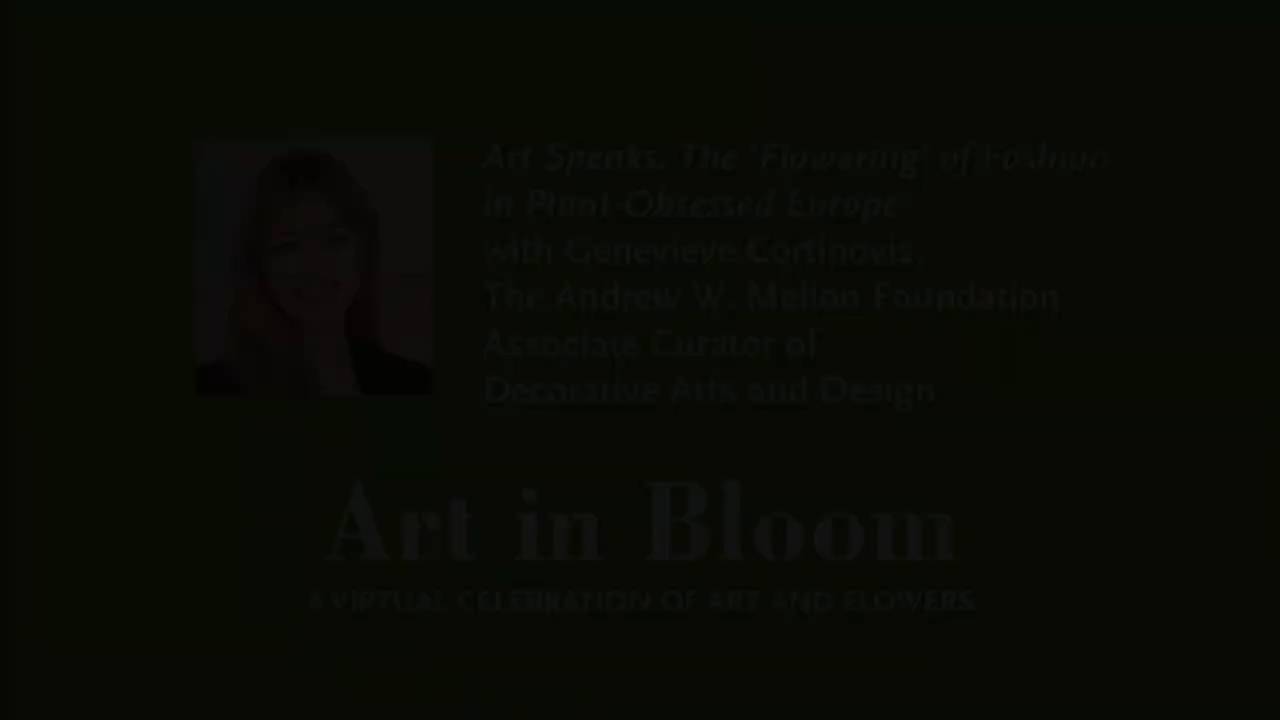 Art Speaks. The 'Flowering' of Fashion
in Plant-Obsessed Europe
with Genevieve Cortinovis,
The Andrew W. Mellon Foundation
Associate Curator of
Decorative Arts and Design
Art in Bloom
A VIRTUAL CELEBRATION OF ART AND FLOWERS